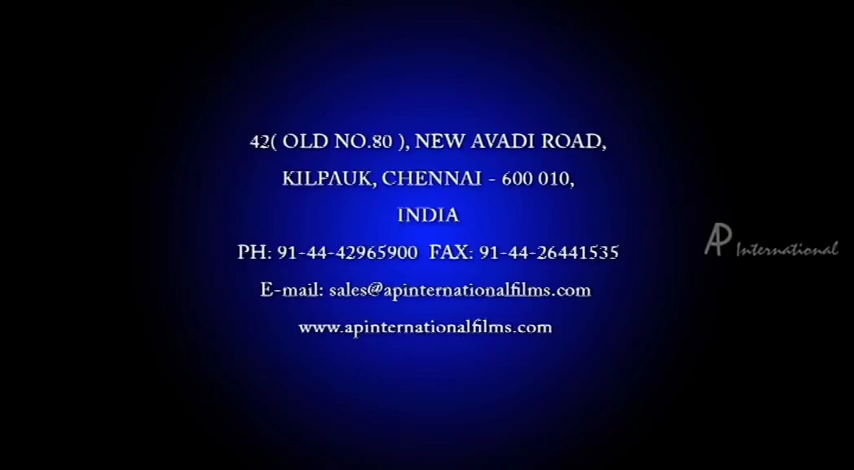 42( OLD NO.80 ), NEW AVADI ROAD,
KILPAUK, CHENNAI - 600 010,
INDIA
PH: 91-44-42965900 FAX: 91-44-26441535
E-mail: sales@apinternationalfilms.com
www.apinternationalfilms.com
AP International